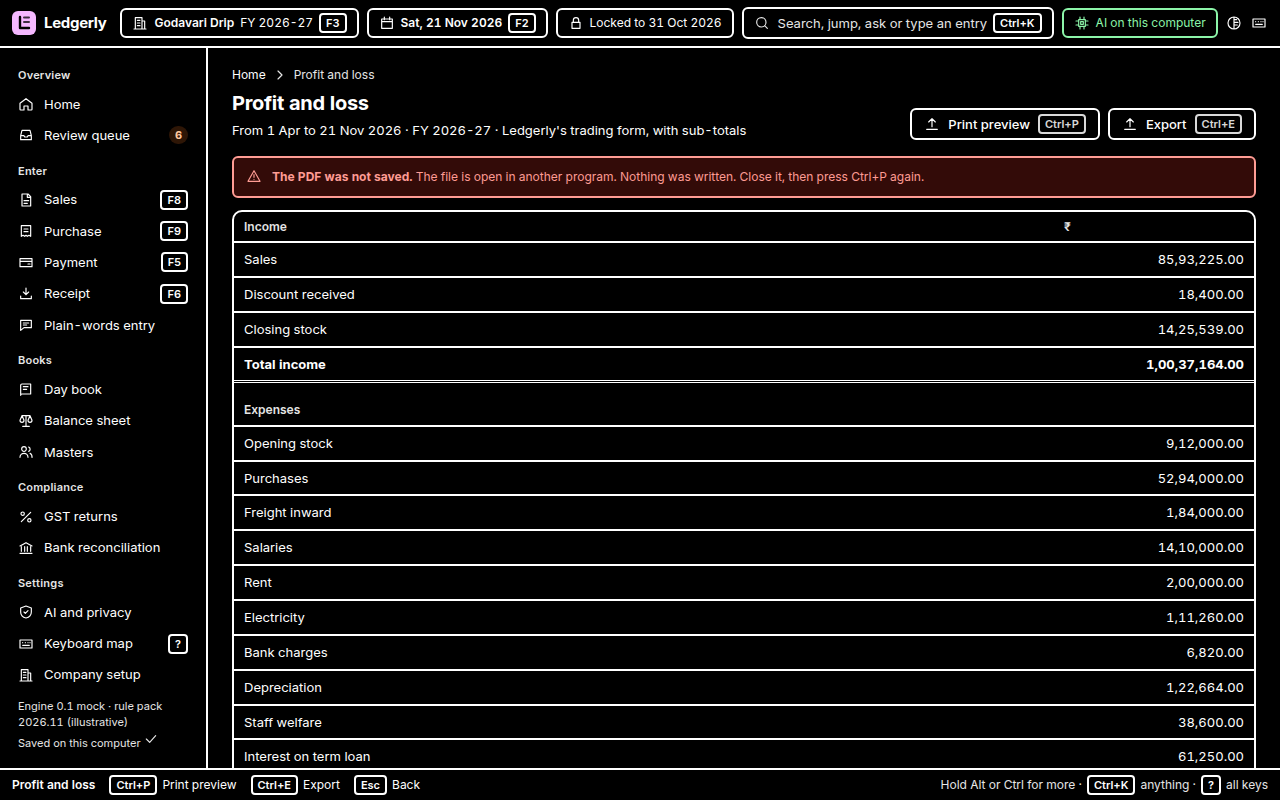 Ledgerly
Godavari Drip FY 2026-27 F3
Sat, 21 Nov 2026 F2
Locked to 31 Oct 2026
Search, jump, ask or type an entry Ctrl+K
AI on this computer
Overview
Home
Review queue 6
Enter
Sales F8
Purchase F9
Payment F5
Receipt F6
Plain-words entry
Books
Day book
Balance sheet
Masters
Compliance
GST returns
Bank reconciliation
Settings
AI and privacy
Keyboard map ?
Company setup
Engine 0.1 mock · rule pack
2026.11 (illustrative)
Saved on this computer
Home > Profit and loss
Profit and loss
From 1 Apr to 21 Nov 2026 · FY 2026-27 · Ledgerly's trading form, with sub-totals
Print preview Ctrl+P
Export Ctrl+E
The PDF was not saved. The file is open in another program. Nothing was written. Close it, then press Ctrl+P again.
Income ₹
Sales 85,93,225.00
Discount received 18,400.00
Closing stock 14,25,539.00
Total income 1,00,37,164.00
Expenses
Opening stock 9,12,000.00
Purchases 52,94,000.00
Freight inward 1,84,000.00
Salaries 14,10,000.00
Rent 2,00,000.00
Electricity 1,11,260.00
Bank charges 6,820.00
Depreciation 1,22,664.00
Staff welfare 38,600.00
Interest on term loan 61,250.00
Profit and loss Ctrl+P Print preview Ctrl+E Export Esc Back
Hold Alt or Ctrl for more · Ctrl+K anything · ? all keys